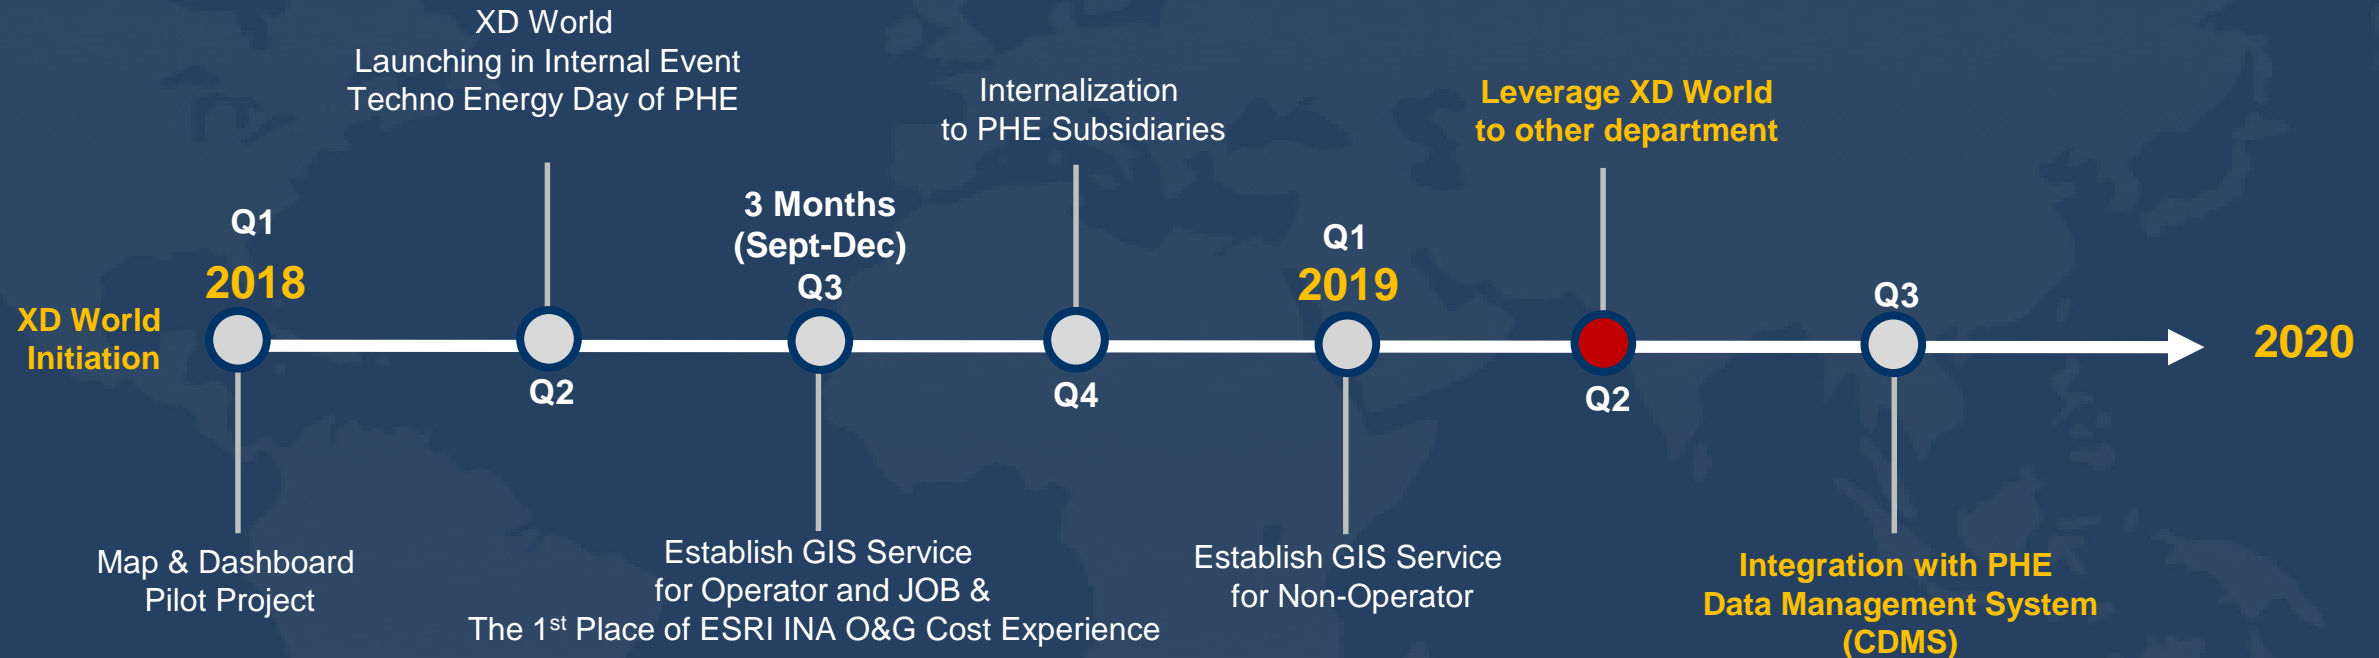 XD World
Initiation
Q1
2018
Map & Dashboard
Pilot Project
XD World
Launching in Internal Event
Techno Energy Day of PHE
Q2
3 Months
(Sept-Dec)
Q3
Establish GIS Service
for Operator and JOB &
The 1st Place of ESRI INA O&G Cost Experience
Internalization
to PHE Subsidiaries
Q4
Q1
2019
Establish GIS Service
for Non-Operator
Leverage XD World
to other department
Q2
Q3
Integration with PHE
Data Management System
(CDMS)
2020